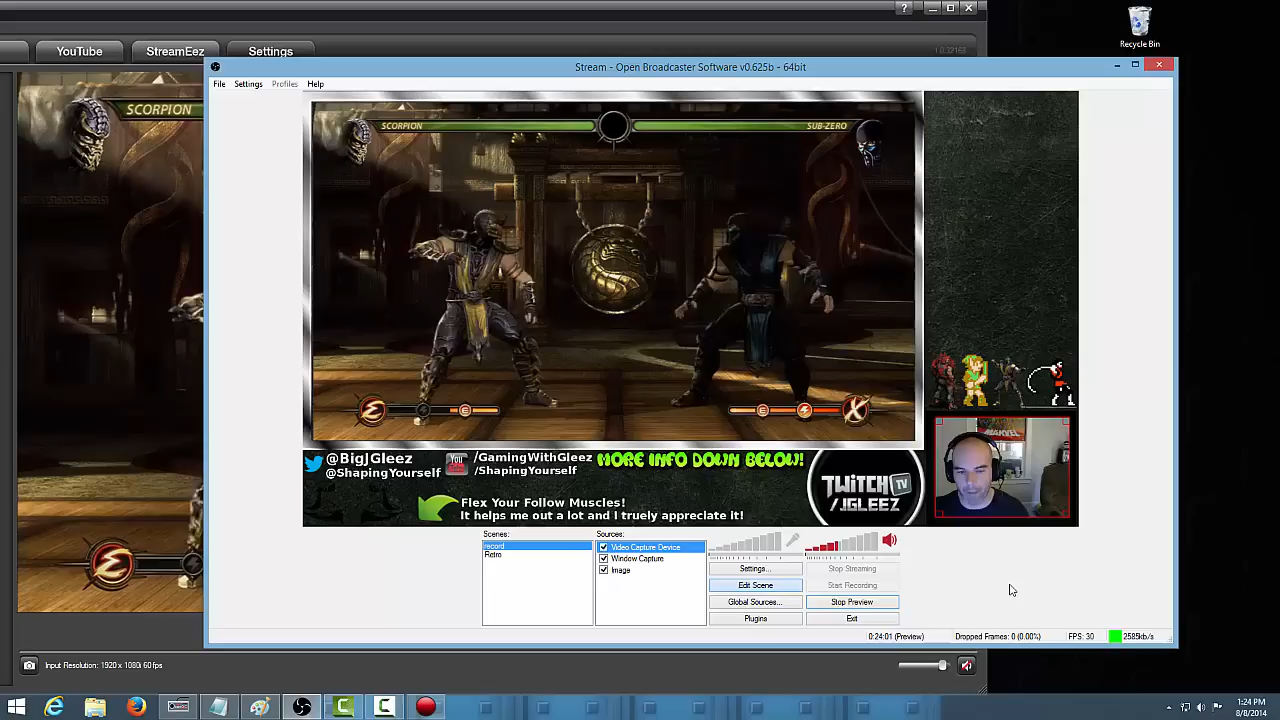 Recycle Bin
YouTube
StreamEez
Settings
Stream - Open Broadcaster Software v0.625b - 64bit
File Settings Profiles Help
SCORPION
SCORPION
SUB-ZERO
MARVEL
@BigJGleez
@ShapingYourself
You
/GamingWithGleez
/ShapingYourself
MORE INFO DOWN BELOW!
TWiTCH TV
/JGLEEZ
Flex Your Follow Muscles!
It helps me out a lot and I truely appreciate it!
Scenes:
record
Retro
Sources:
Video Capture Device
Window Capture
Image
Settings...
Edit Scene
Global Sources...
Plugins
Stop Streaming
Start Recording
Stop Preview
Exit
0:24:01 (Preview)
Dropped Frames: 0 (0.00%)
FPS: 30
2585kb/s
Input Resolution: 1920 x 1080i 60fps
1:24 PM
8/8/2014